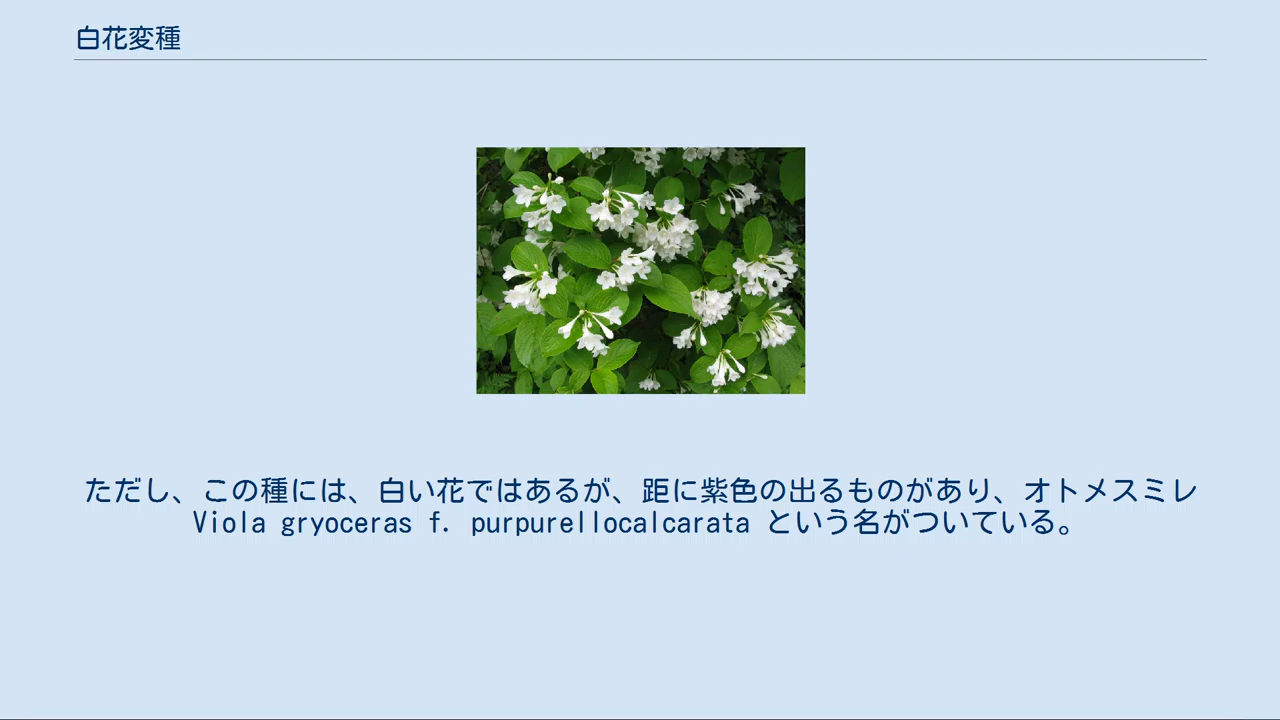 白花変種
ただし、この種には、白い花ではあるが、距に紫色の出るものがあり、オトメスミレ
Viola gryoceras f. purpurellocalcarata という名がついている。